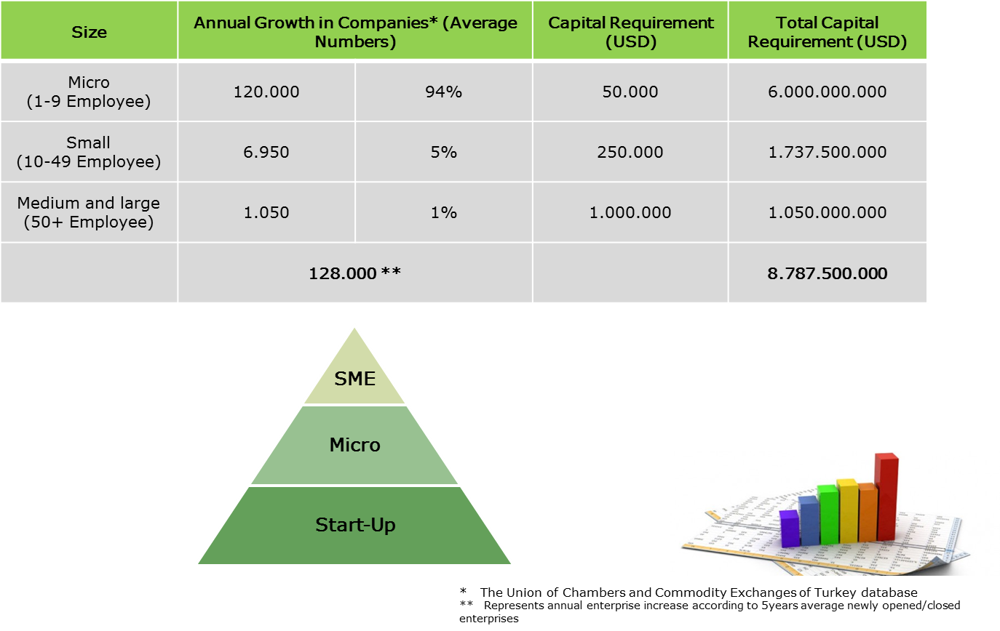 Size
Annual Growth in Companies* (Average
Numbers)
Capital Requirement
(USD)
Total Capital
Requirement (USD)
Micro
(1-9 Employee)
120.000
94%
50.000
6.000.000.000
Small
(10-49 Employee)
6.950
5%
250.000
1.737.500.000
Medium and large
(50+ Employee)
1.050
1%
1.000.000
1.050.000.000
128.000 **
8.787.500.000
SME
Micro
Start-Up
* The Union of Chambers and Commodity Exchanges of Turkey database
** Represents annual enterprise increase according to 5years average newly opened/closed
enterprises